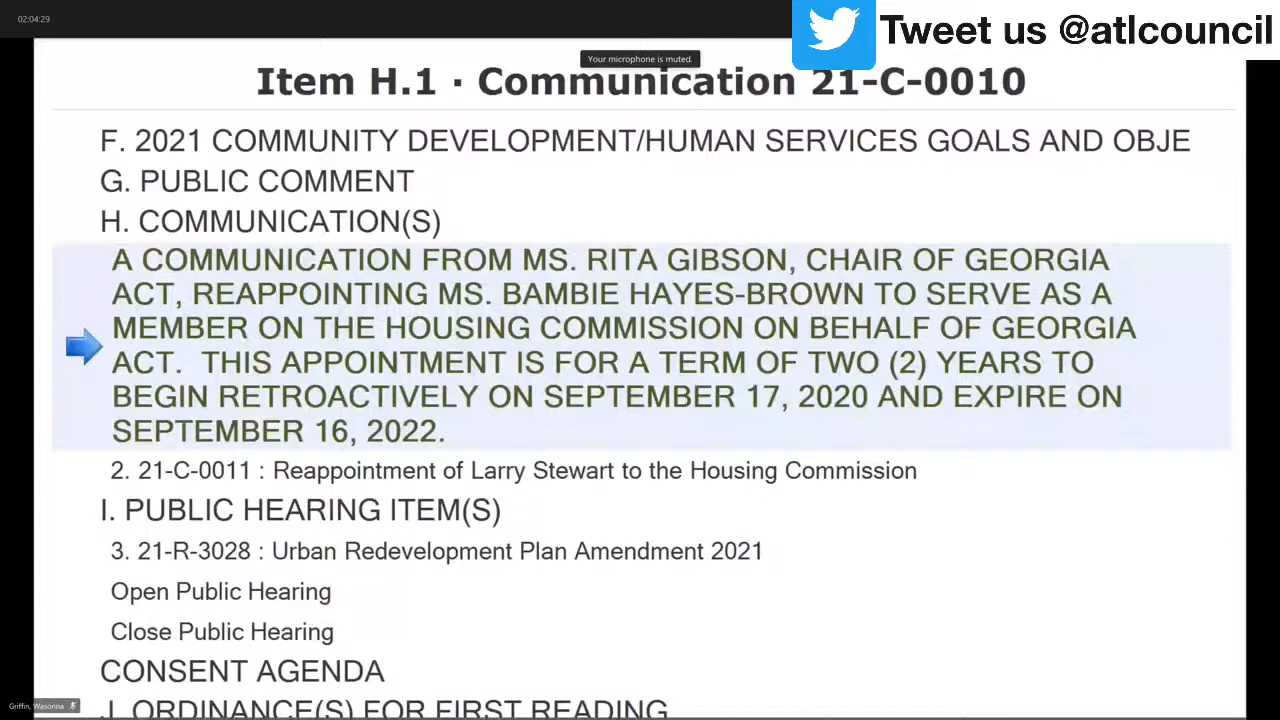 02:04:29
Tweet us @atlcouncil
Your microphone is muted.
Item H.1 · Communication 21-C-0010
F. 2021 COMMUNITY DEVELOPMENT/HUMAN SERVICES GOALS AND OBJE
G. PUBLIC COMMENT
H. COMMUNICATION(S)
A COMMUNICATION FROM MS. RITA GIBSON, CHAIR OF GEORGIA
ACT, REAPPOINTING MS. BAMBIE HAYES-BROWN TO SERVE AS A
MEMBER ON THE HOUSING COMMISSION ON BEHALF OF GEORGIA
ACT. THIS APPOINTMENT IS FOR A TERM OF TWO (2) YEARS TO
BEGIN RETROACTIVELY ON SEPTEMBER 17, 2020 AND EXPIRE ON
SEPTEMBER 16, 2022.
2. 21-C-0011 : Reappointment of Larry Stewart to the Housing Commission
I. PUBLIC HEARING ITEM(S)
3. 21-R-3028 : Urban Redevelopment Plan Amendment 2021
Open Public Hearing
Close Public Hearing
CONSENT AGENDA
J. ORDINANCE(S) FOR FIRST READING
Griffin, Wasorina